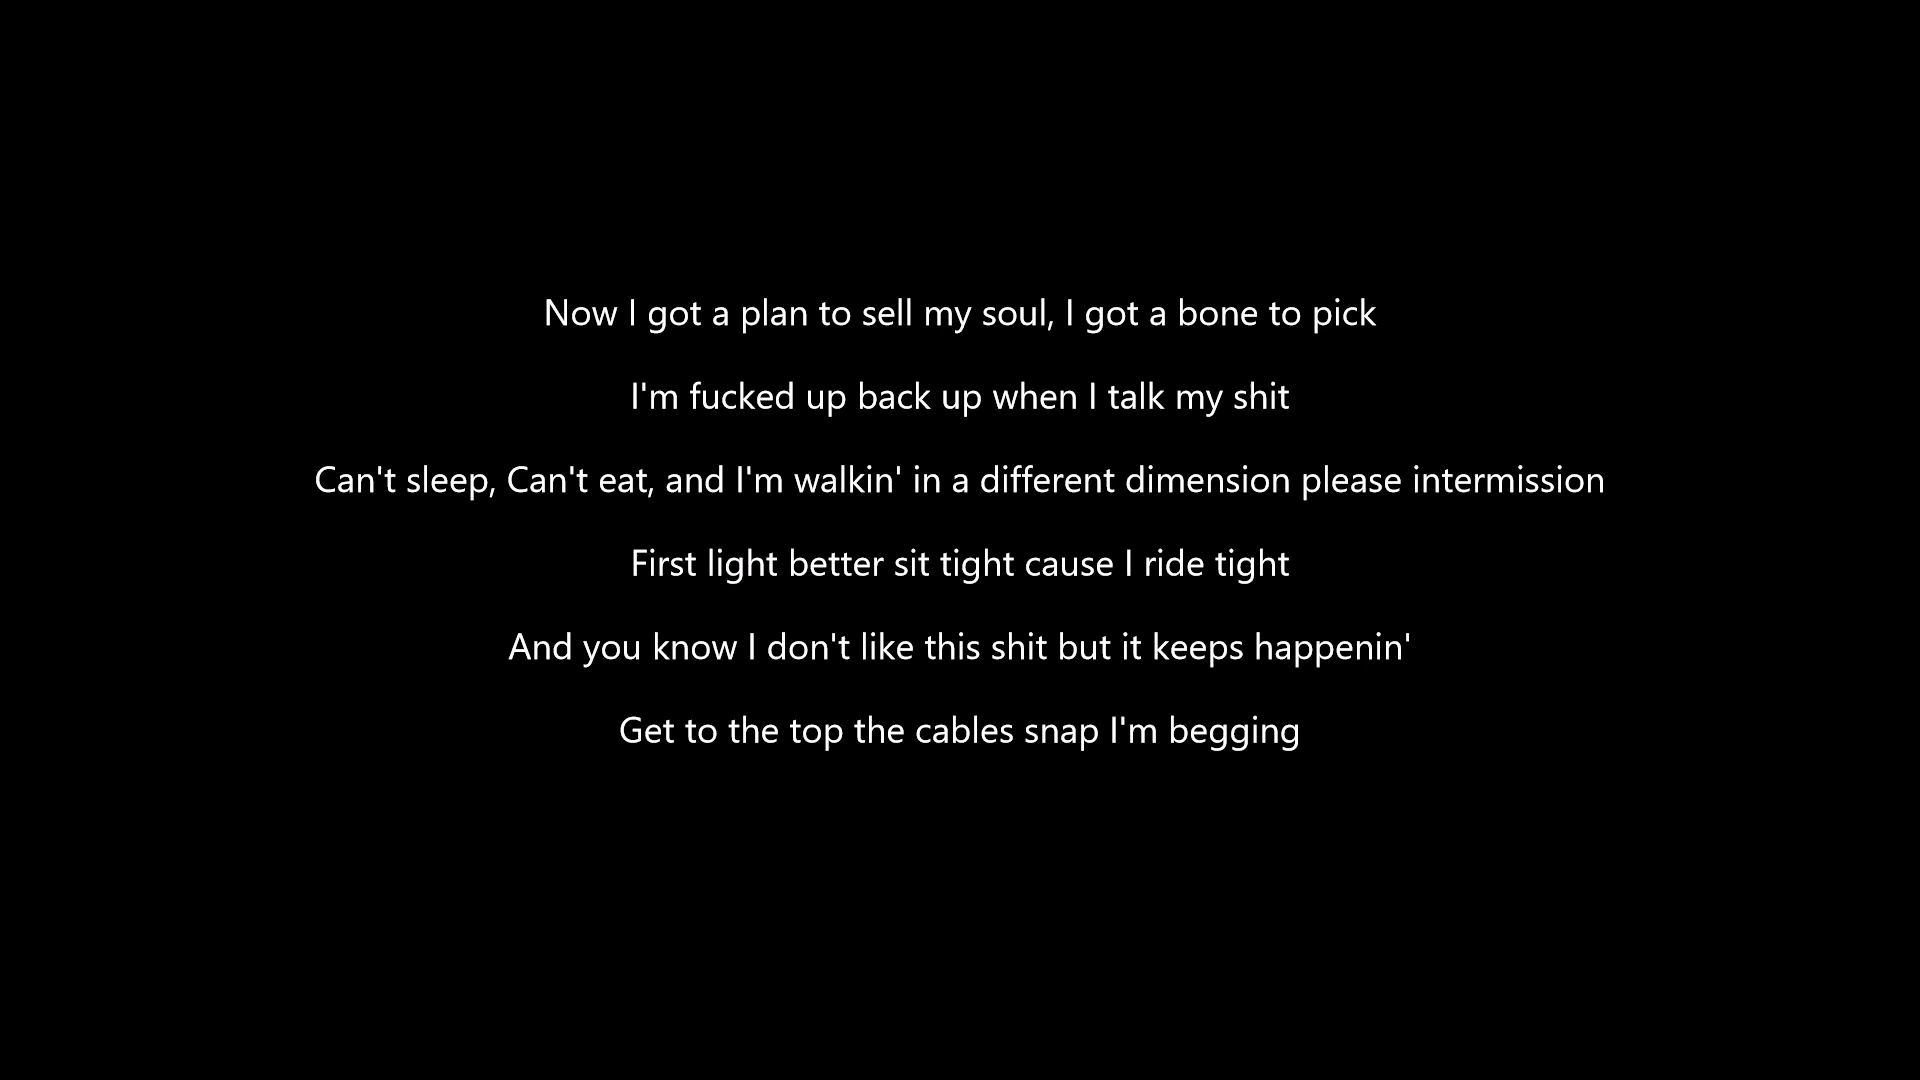 Now I got a plan to sell my soul, I got a bone to pick
I'm fucked up back up when I talk my shit
Can't sleep, Can't eat, and I'm walkin' in a different dimension please intermission
First light better sit tight cause I ride tight
And you know I don't like this shit but it keeps happenin'
Get to the top the cables snap I'm begging